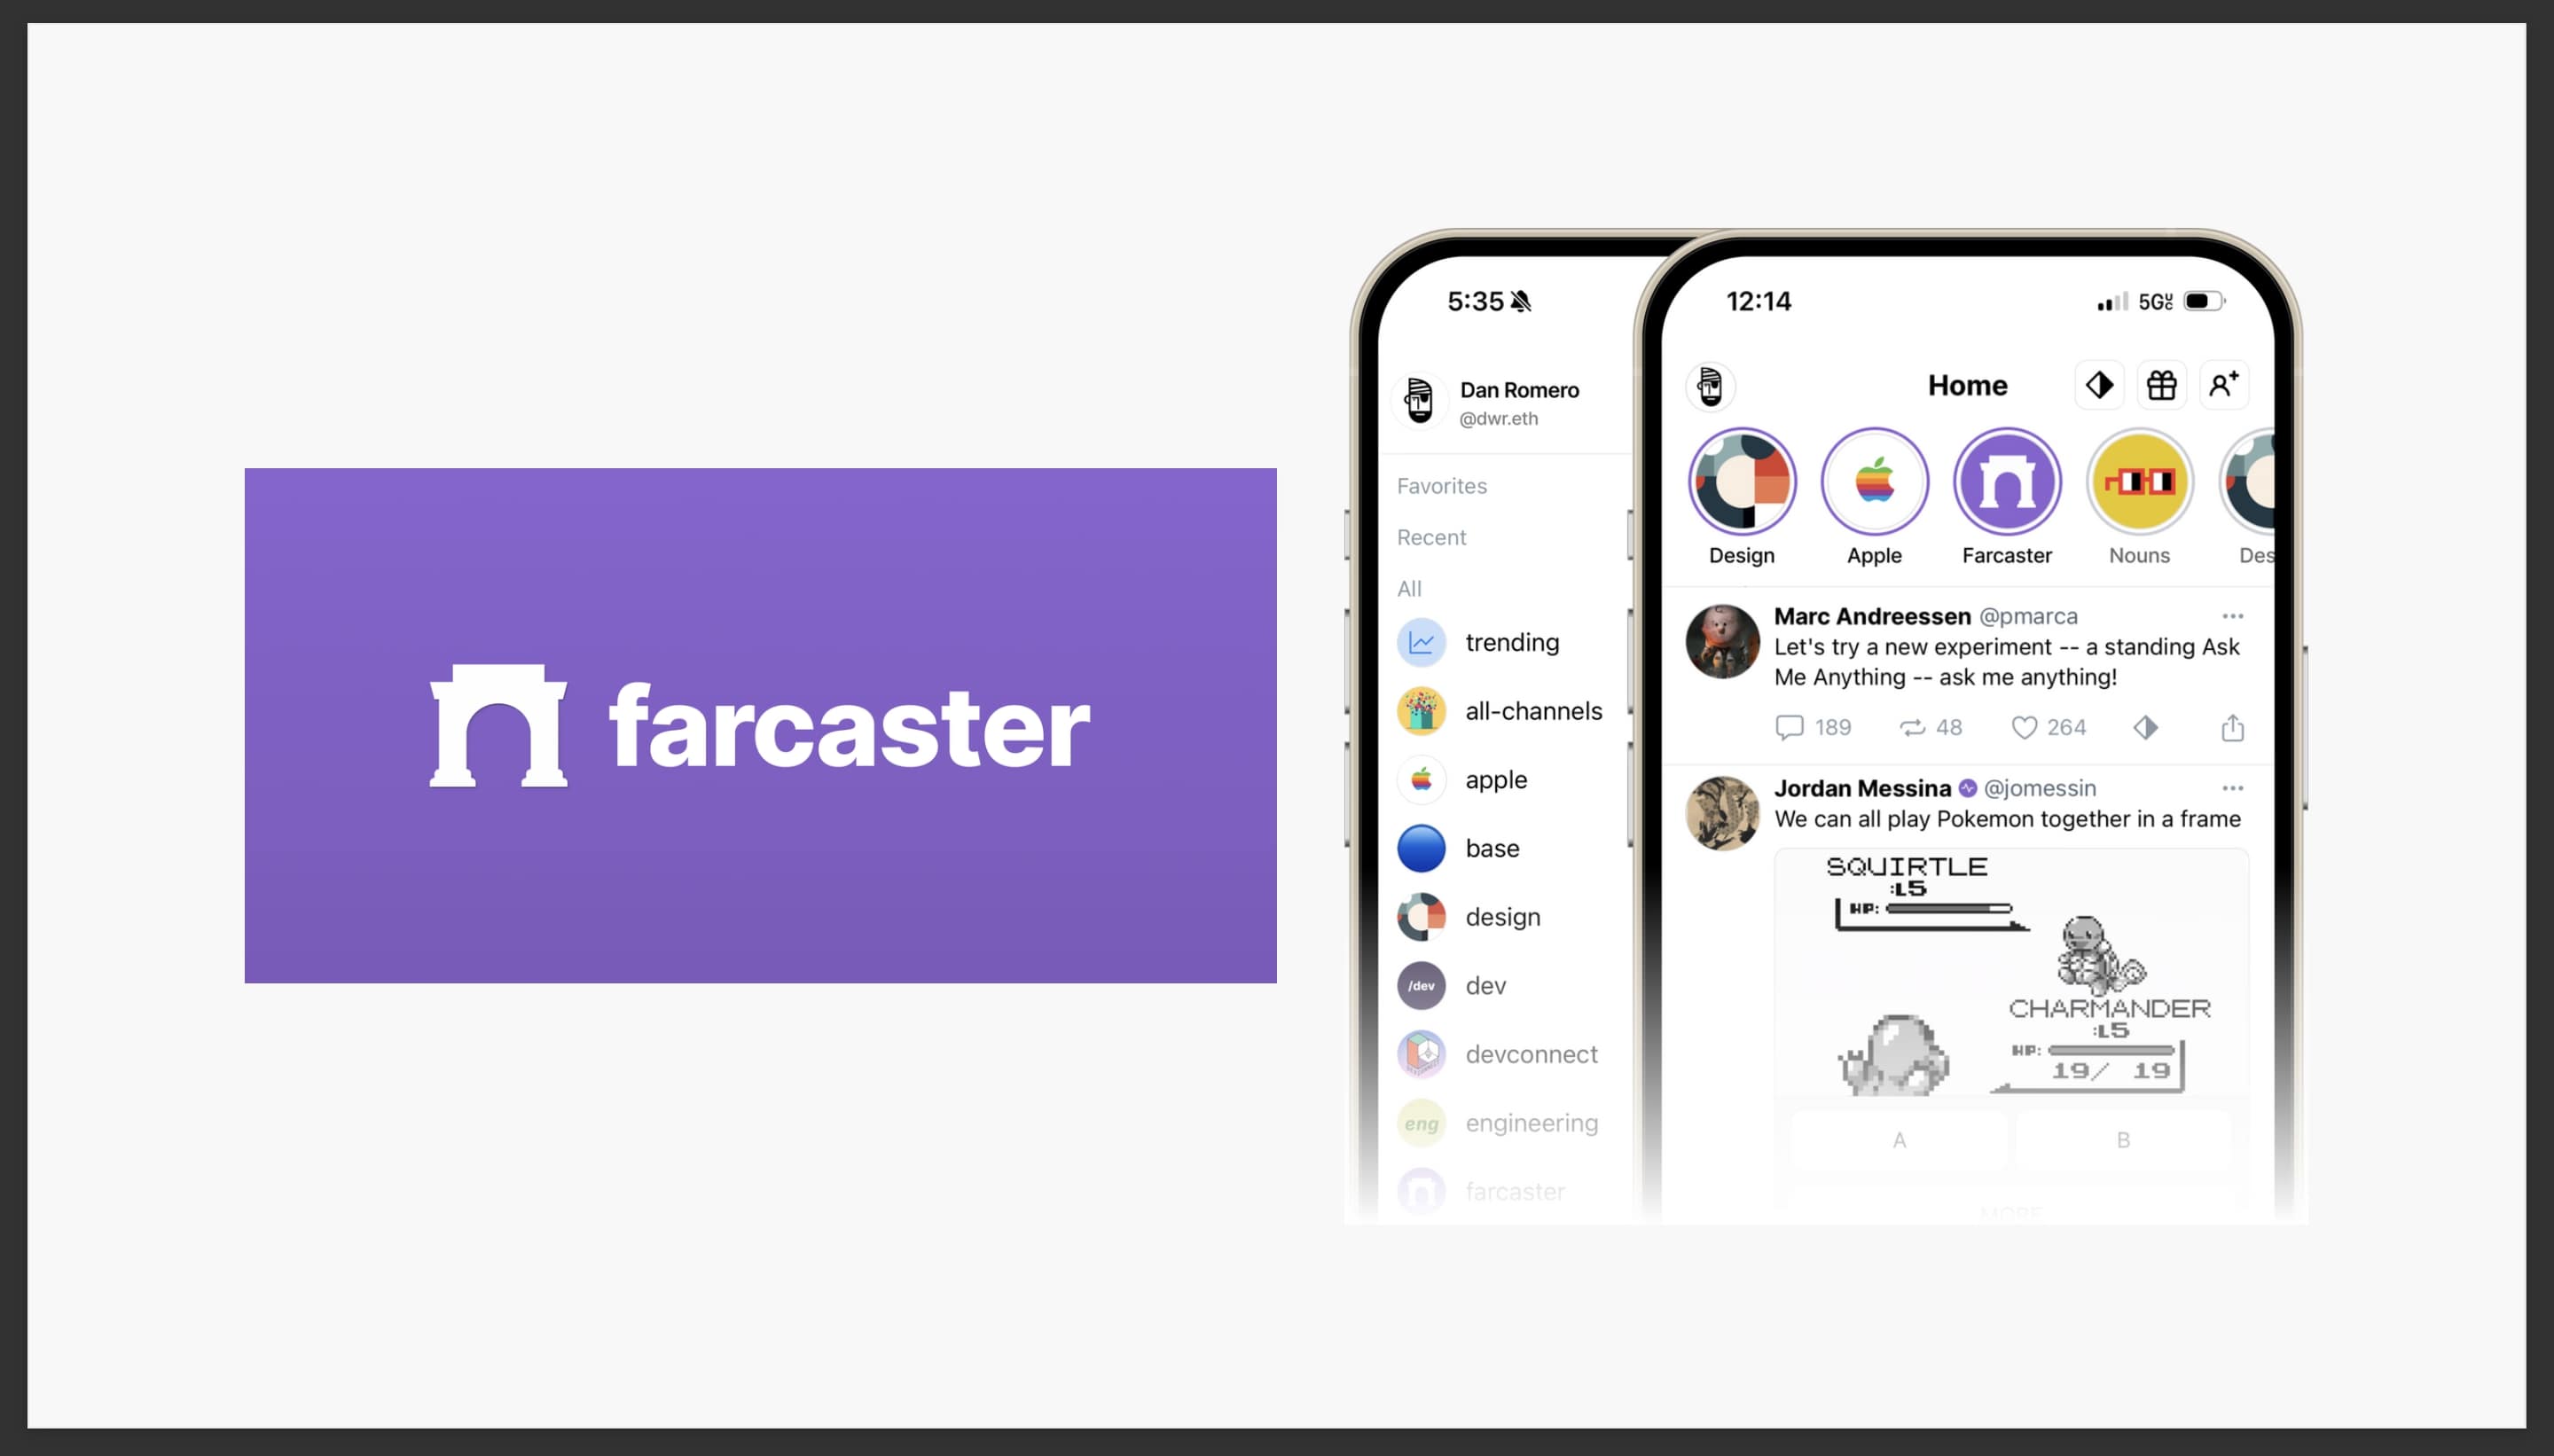 farcaster
5:35
Dan Romero
@dwr.eth
Favorites
Recent
All
trending
all-channels
apple
base
design
/dev dev
devconnect
eng engineering
farcaster
12:14
5G UC
Home
Design Apple Farcaster Nouns Des
Marc Andreessen @pmarca
Let's try a new experiment -- a standing Ask
Me Anything -- ask me anything!
189 48 264
Jordan Messina @jomessin
We can all play Pokemon together in a frame
SQUIRTLE
:L5
HP:
CHARMANDER
:L5
HP:
19/ 19
A B
MORE